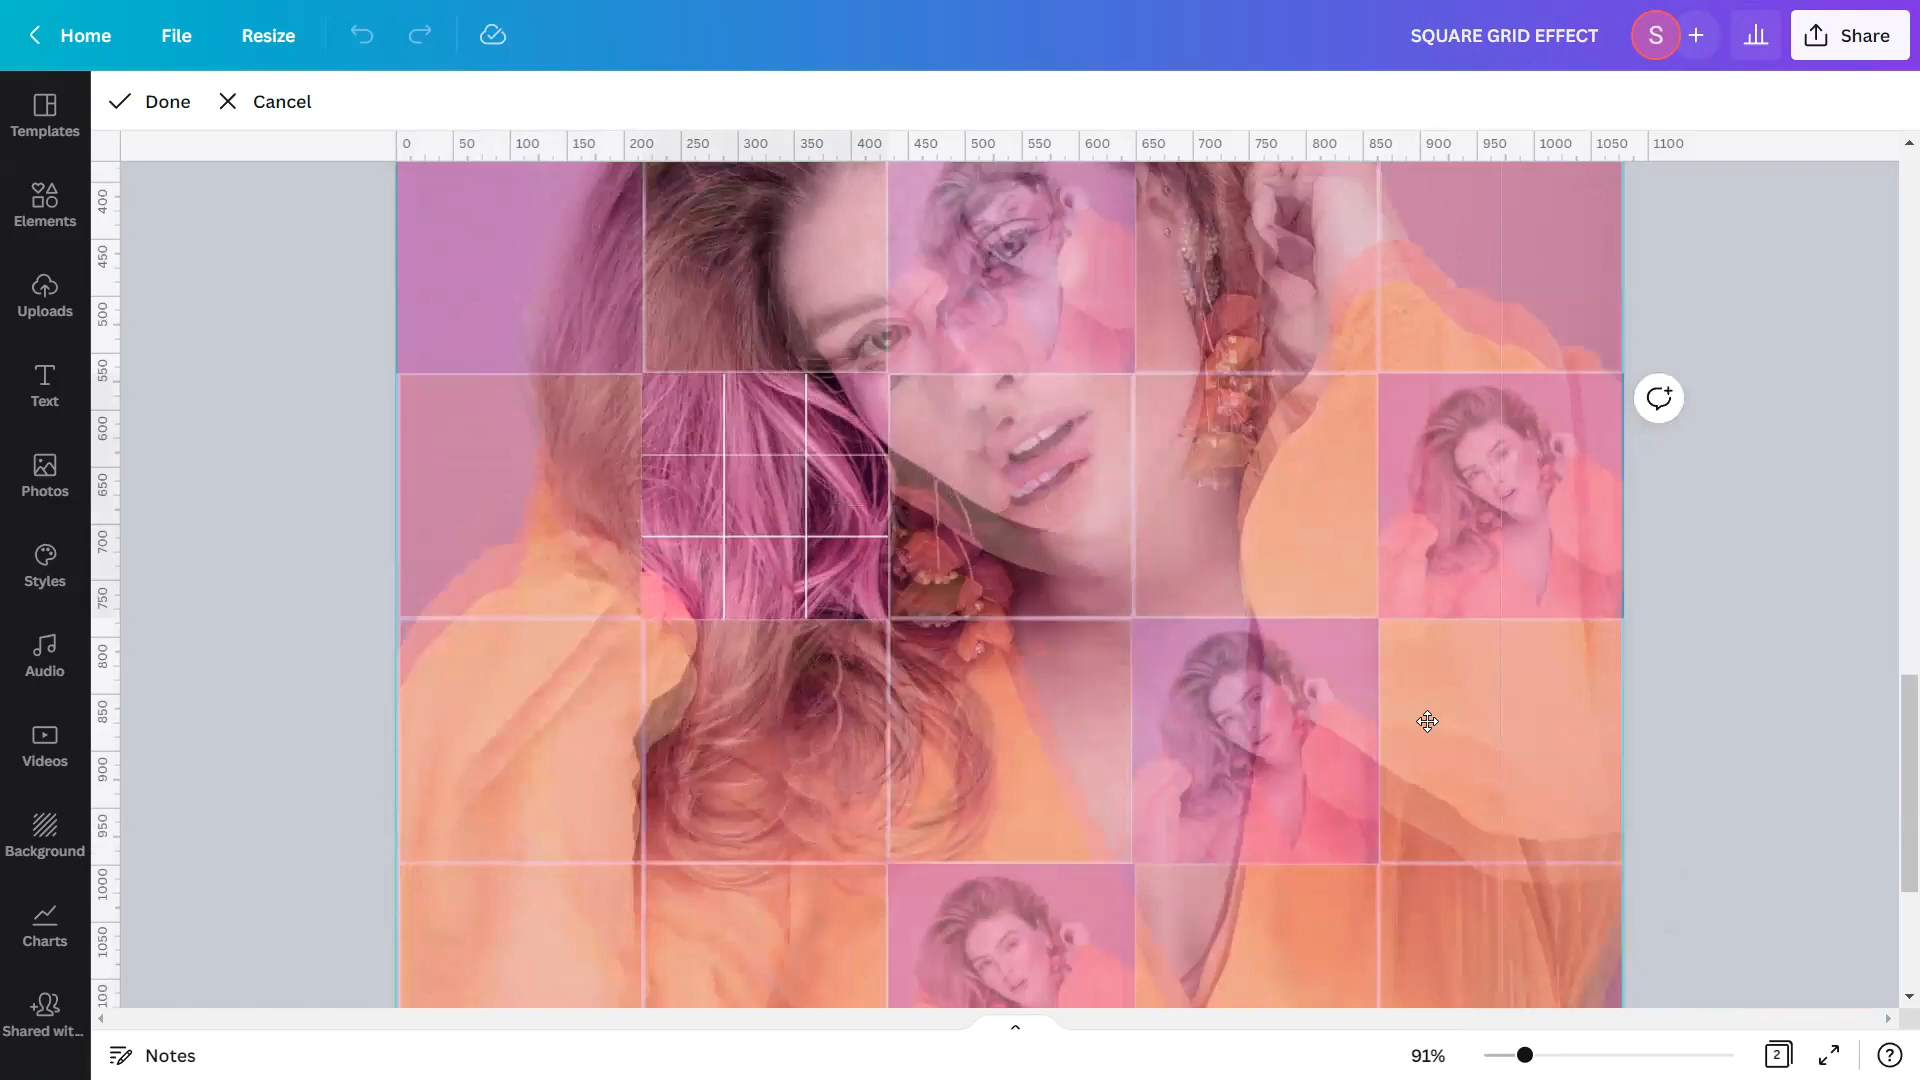 Home File Resize SQUARE GRID EFFECT S Share
Done Cancel
0 50 100 150 200 250 300 350 400 450 500 550 600 650 700 750 800 850 900 950 1000 1050 1100
Templates
Elements
Uploads
Text
Photos
Styles
Audio
Videos
Background
Charts
Shared wit...
400
450
500
550
600
650
700
750
800
850
900
950
1000
1050
100
Notes 91% 2 ?